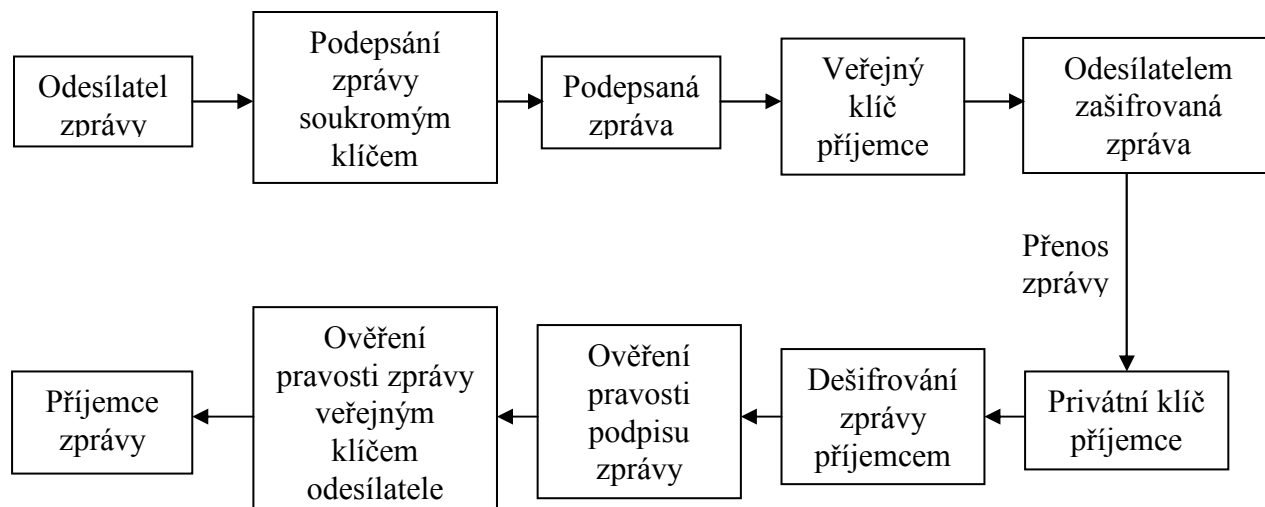 Odesílatel
zprávy
Podepsání
zprávy
soukromým
klíčem
Podepsaná
zpráva
Veřejný
klíč
příjemce
Odesílatelem
zašifrovaná
zpráva
Přenos
zprávy
Privátní klíč
příjemce
Dešifrování
zprávy
příjemcem
Ověření
pravosti
podpisu
zprávy
Ověření
pravosti zprávy
veřejným
klíčem
odesílatele
Příjemce
zprávy